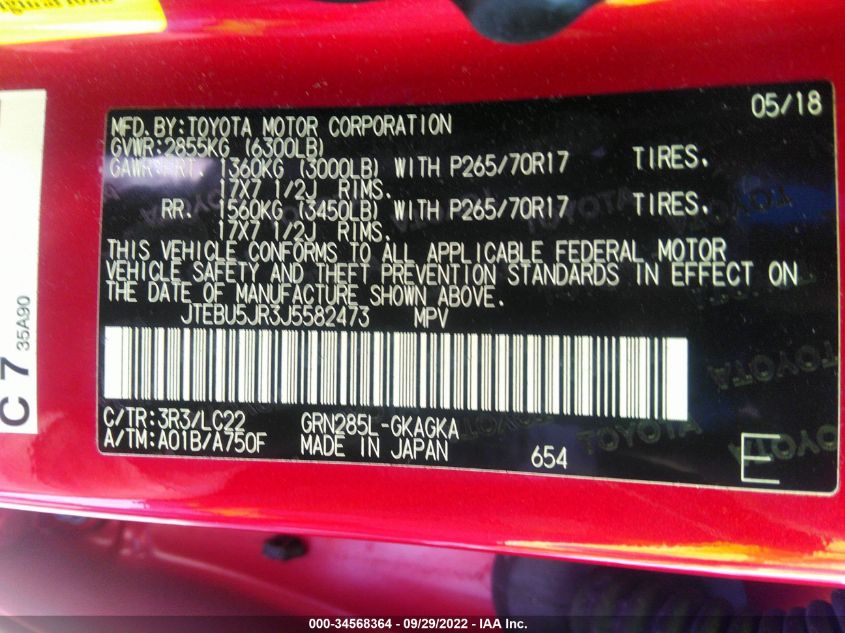 05/18
MFD.BY:TOYOTA MOTOR CORPORATION
GVWR:2855KG (6300LB)
GAWR:FRT. 1360KG (3000LB) WITH P265/70R17 TIRES.
17X7 1/2J RIMS.
RR. 1560KG (3450LB) WITH P265/70R17 TIRES.
17X7 1/2J RIMS.
THIS VEHICLE CONFORMS TO ALL APPLICABLE FEDERAL MOTOR
VEHICLE SAFETY AND THEFT PREVENTION STANDARDS IN EFFECT ON
THE DATE OF MANUFACTURE SHOWN ABOVE.
JTEBU5JR3J5582473 MPV
C/TR:3R3/LC22 GRN285L-GKAGKA
A/TM:A01B/A750F MADE IN JAPAN 654 E
C7
35A90
TOYOTA
TOYOTA
000-34568364 - 09/29/2022 - IAA Inc.